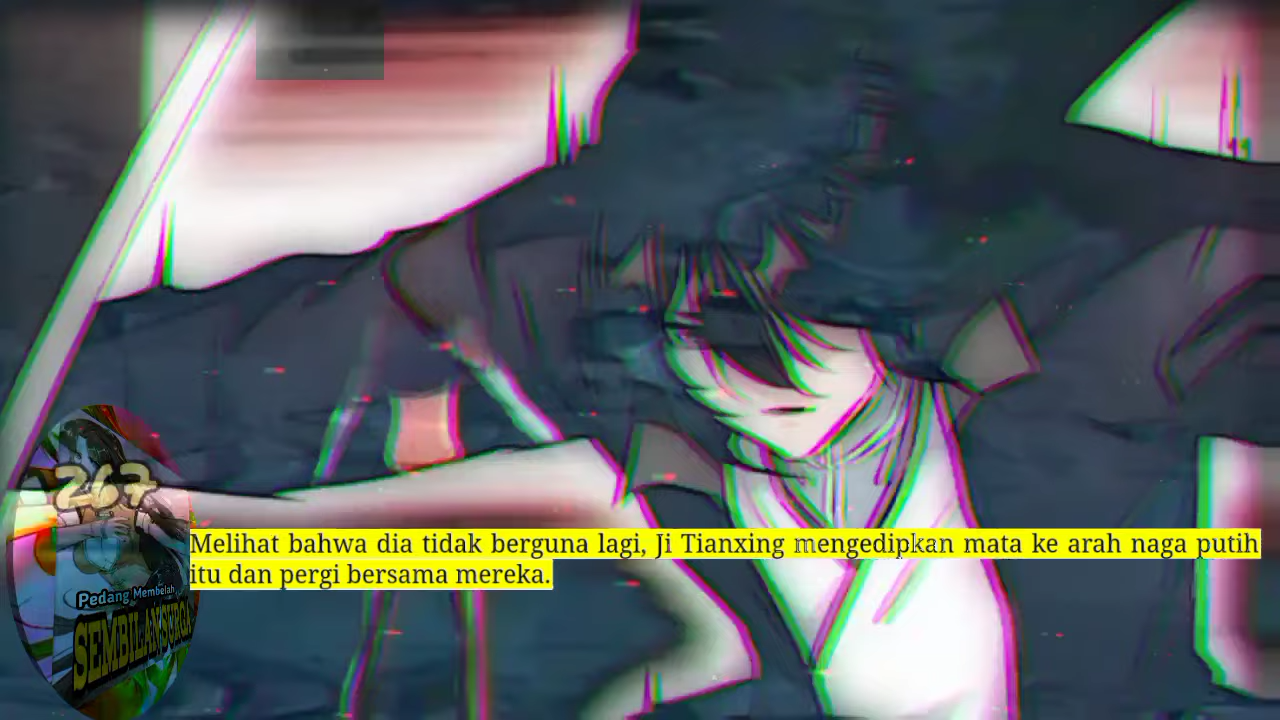 267
Melihat bahwa dia tidak berguna lagi, Ji Tianxing mengedipkan mata ke arah naga putih
itu dan pergi bersama mereka.
Pedang Membelah
SEMBILAN SURGA